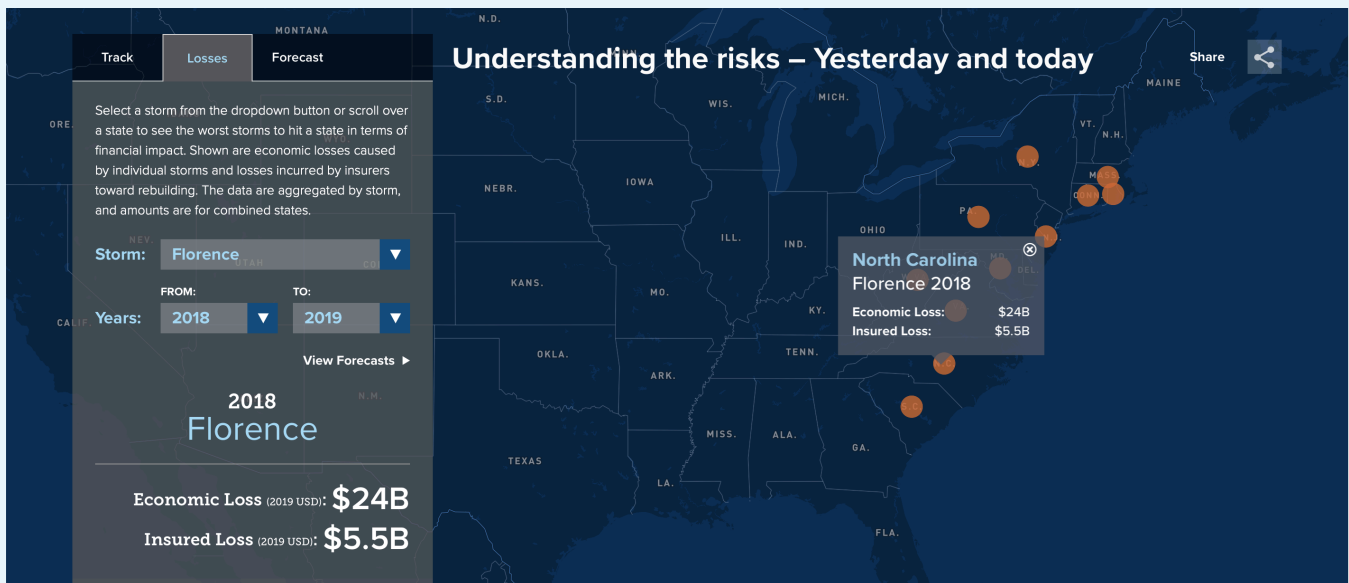 Track
Losses
Forecast
Understanding the risks – Yesterday and today
Share
Select a storm from the dropdown button or scroll over
a state to see the worst storms to hit a state in terms of
financial impact. Shown are economic losses caused
by individual storms and losses incurred by insurers
toward rebuilding. The data are aggregated by storm,
and amounts are for combined states.
Storm:
Florence
FROM:
TO:
Years:
2018
2019
View Forecasts
2018
Florence
Economic Loss (2019 USD): $24B
Insured Loss (2019 USD): $5.5B
North Carolina
Florence 2018
Economic Loss: $24B
Insured Loss: $5.5B
MONTANA
N.D.
S.D.
WIS.
MICH.
MAINE
VT.
N.H.
N.Y.
MASS.
CONN.
ORE.
NEBR.
IOWA
PA.
ILL.
IND.
OHIO
DEL.
NEV.
UTAH
KANS.
MO.
KY.
CALIF.
OKLA.
TENN.
N.C.
ARK.
N.M.
S.C.
MISS.
ALA.
GA.
TEXAS
LA.
FLA.